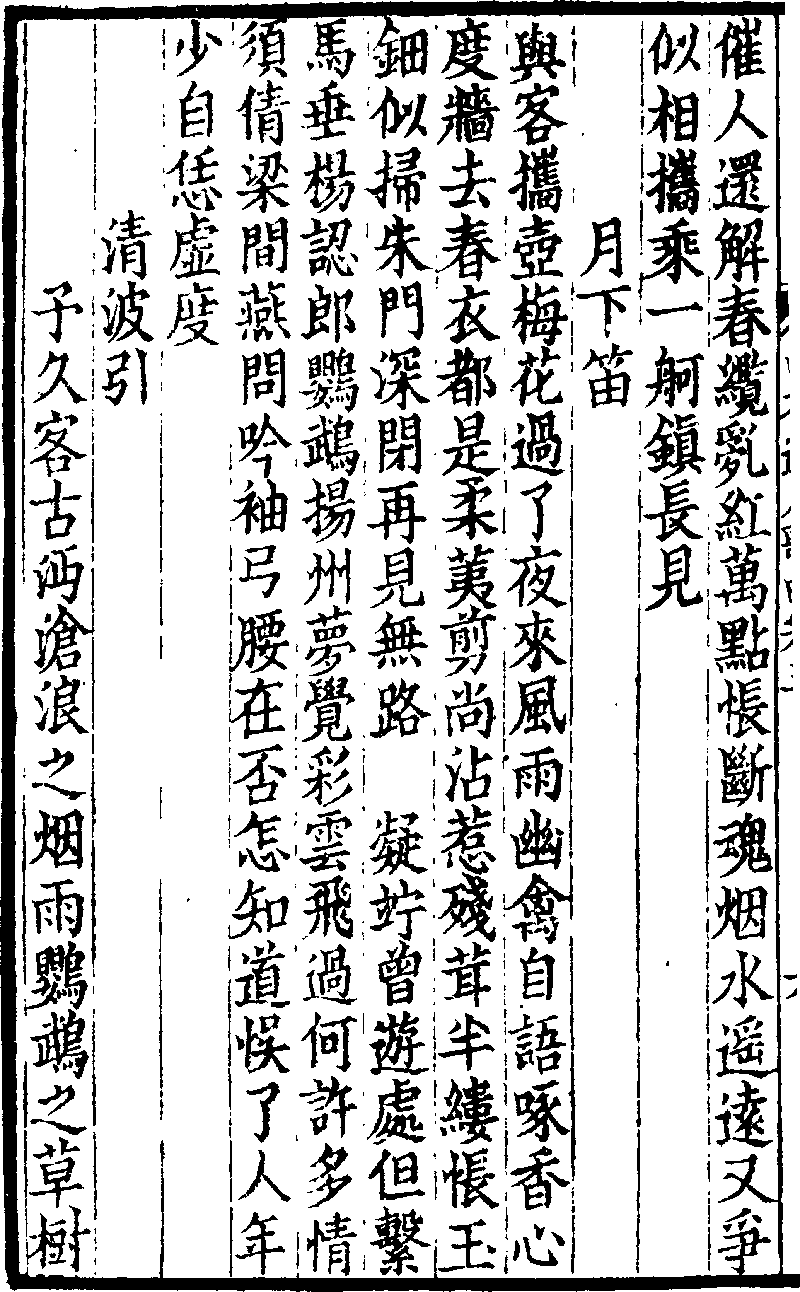 催人還解春纜亂紅萬點悵斷魂烟水遥遠又爭
似相攜乘一舸鎮長見
月下笛
與客攜壺梅花過了夜來風雨幽禽自語啄香心
度牆去春衣都是柔荑剪尚沾惹殘茸半縷悵玉
鈿似掃朱門深閉再見無路　凝竚曾遊處但繫
馬垂楊認郎鸚鵡揚州夢覺彩雲飛過何許多情
須倩梁間燕問吟袖弓腰在否怎知道悮了人年
少自恁虛度
清波引
予久客古沔滄浪之烟雨鸚鵡之草樹